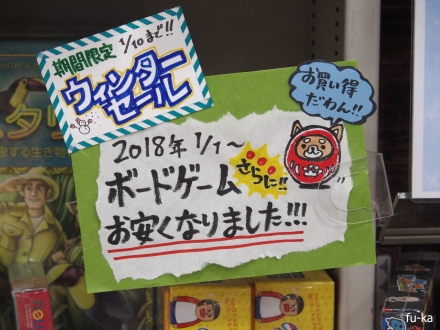 期間限定 1/10まで!!
ウィンター
セール
お買い得
だわん!!
2018年 1/1〜
さらに!!
ボードゲーム
お安くなりました!!!
fu-ka